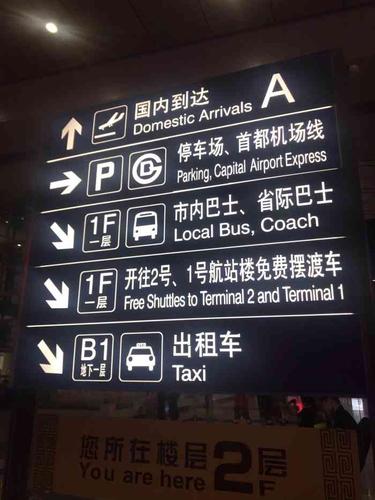 国内到达 A
Domestic Arrivals
P 停车场、首都机场线
Parking, Capital Airport Express
1F 市内巴士、省际巴士
一层 Local Bus, Coach
1F 开往2号、1号航站楼免费摆渡车
一层 Free Shuttles to Terminal 2 and Terminal 1
B1 出租车
地下一层 Taxi
您所在楼层 2 层
You are here F